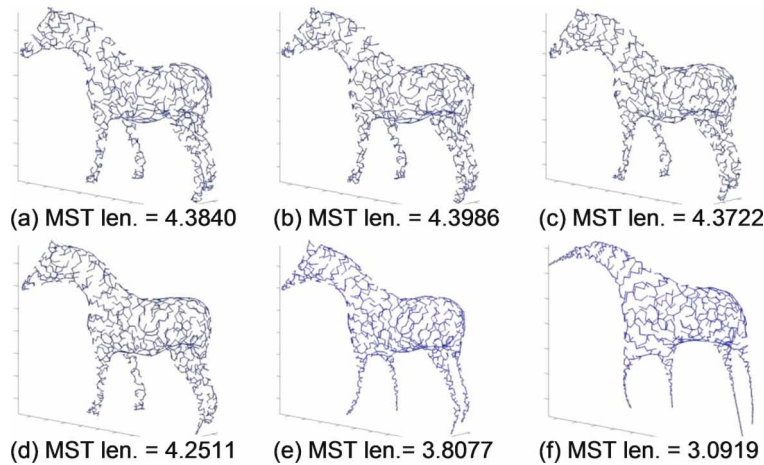 (a) MST len. = 4.3840
(b) MST len. = 4.3986
(c) MST len. = 4.3722
(d) MST len. = 4.2511
(e) MST len.= 3.8077
(f) MST len. = 3.0919